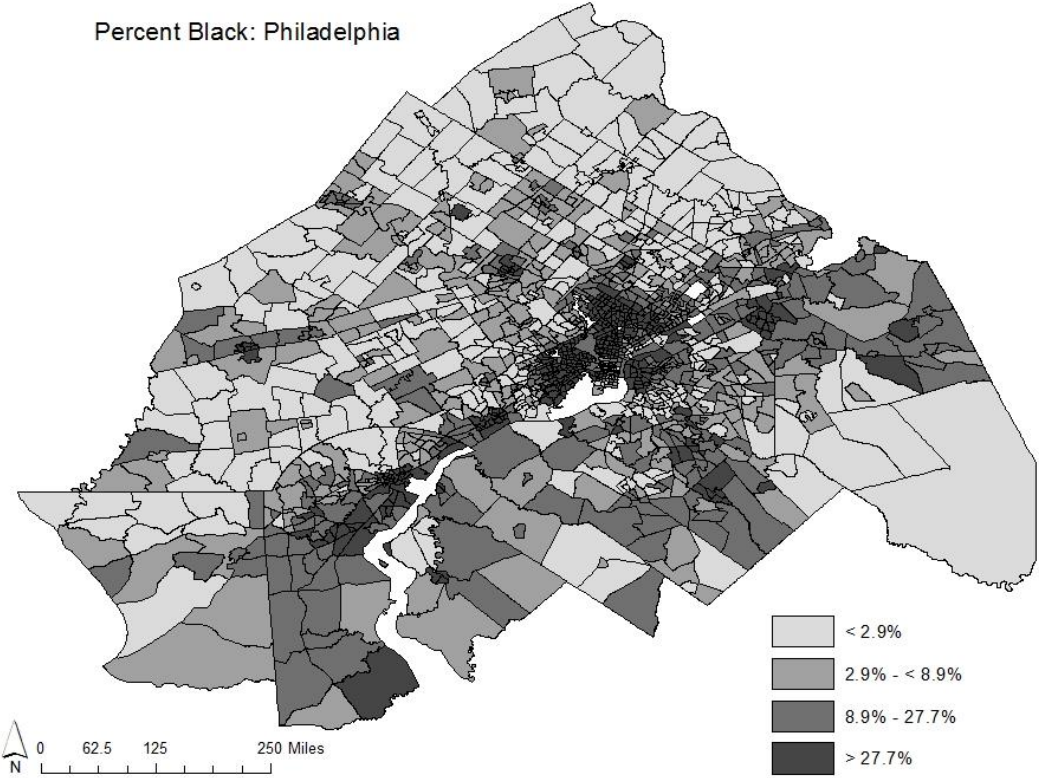 Percent Black: Philadelphia
< 2.9%
2.9% - < 8.9%
8.9% - 27.7%
> 27.7%
0 62.5 125 250 Miles
N